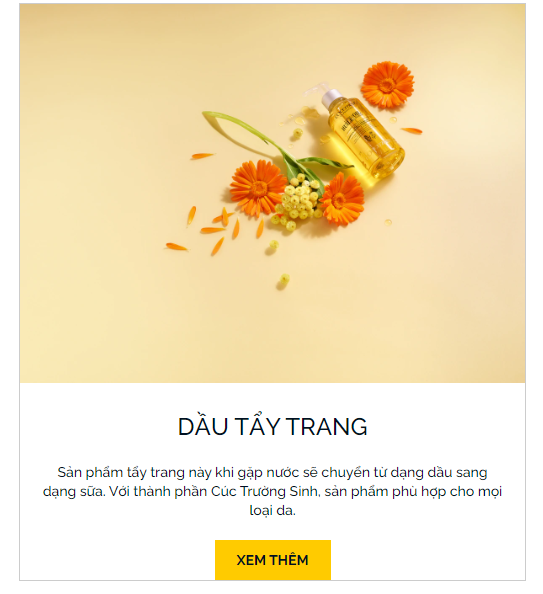 DẦU TẨY TRANG
Sản phẩm tẩy trang này khi gặp nước sẽ chuyển từ dạng dầu sang
dạng sữa. Với thành phần Cúc Trường Sinh, sản phẩm phù hợp cho mọi
loại da.
XEM THÊM